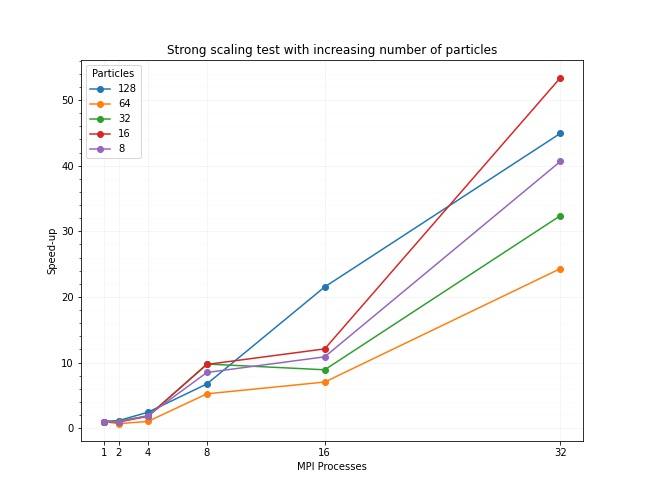 Strong scaling test with increasing number of particles
Particles
128
64
32
16
8
50
40
30
20
10
0
Speed-up
1 2 4 8 16 32
MPI Processes